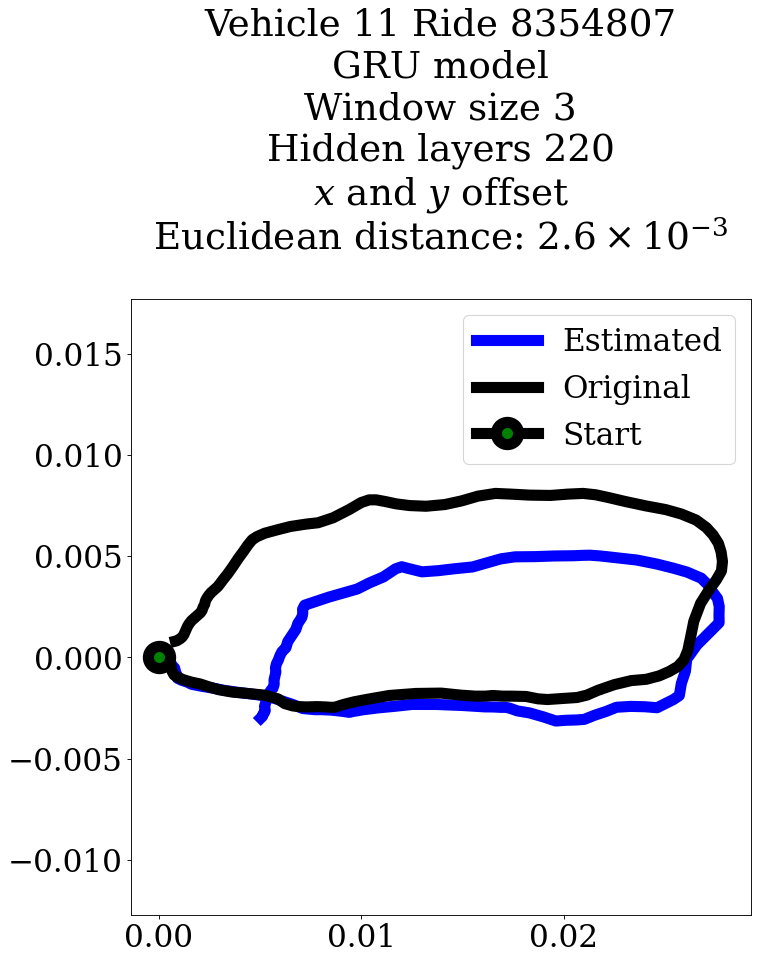 Vehicle 11 Ride 8354807
GRU model
Window size 3
Hidden layers 220
x and y offset
Euclidean distance: 2.6 × 10⁻³
Estimated
Original
Start
0.015
0.010
0.005
0.000
−0.005
−0.010
0.00 0.01 0.02